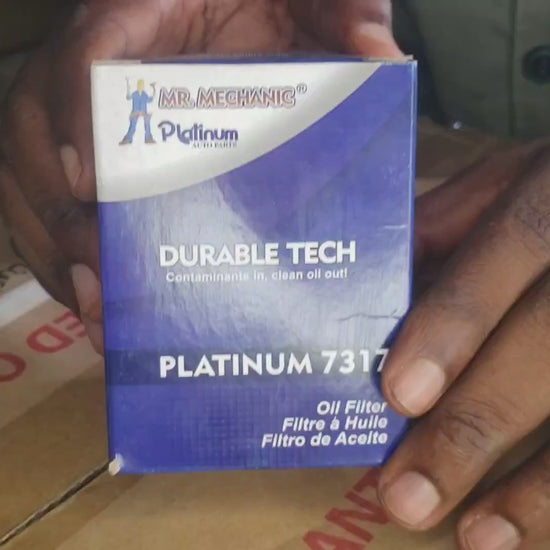 MR. MECHANIC®
Platinum
AUTO PARTS
DURABLE TECH
Contaminants in, clean oil out!
PLATINUM 7317
Oil Filter
Filtre à Huile
Filtro de Aceite